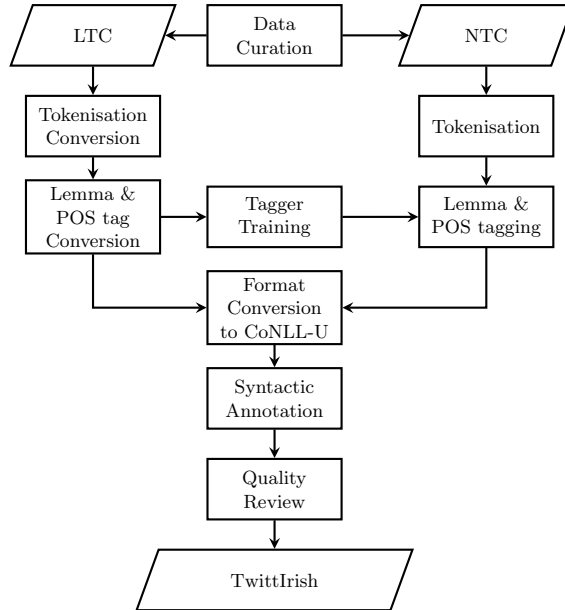 LTC
Data
Curation
NTC
Tokenisation
Conversion
Tokenisation
Lemma &
POS tag
Conversion
Tagger
Training
Lemma &
POS tagging
Format
Conversion
to CoNLL-U
Syntactic
Annotation
Quality
Review
TwittIrish